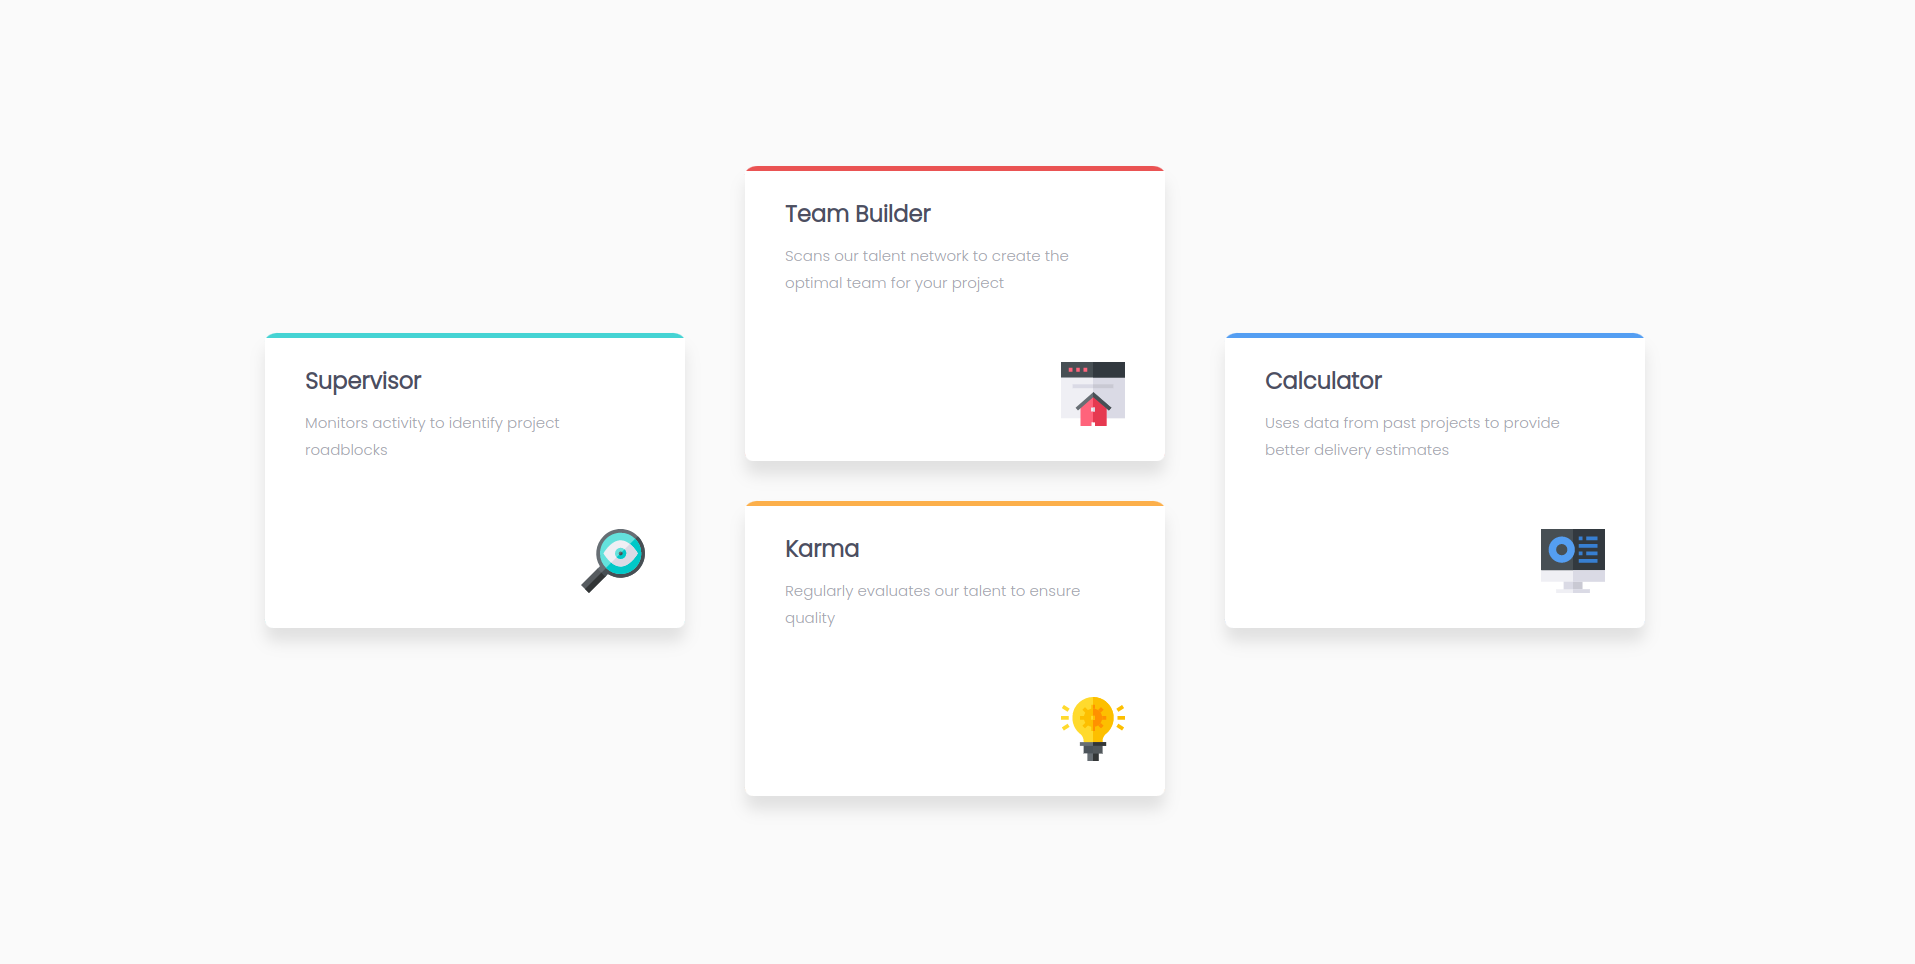 Team Builder
Scans our talent network to create the
optimal team for your project
Supervisor
Monitors activity to identify project
roadblocks
Calculator
Uses data from past projects to provide
better delivery estimates
Karma
Regularly evaluates our talent to ensure
quality